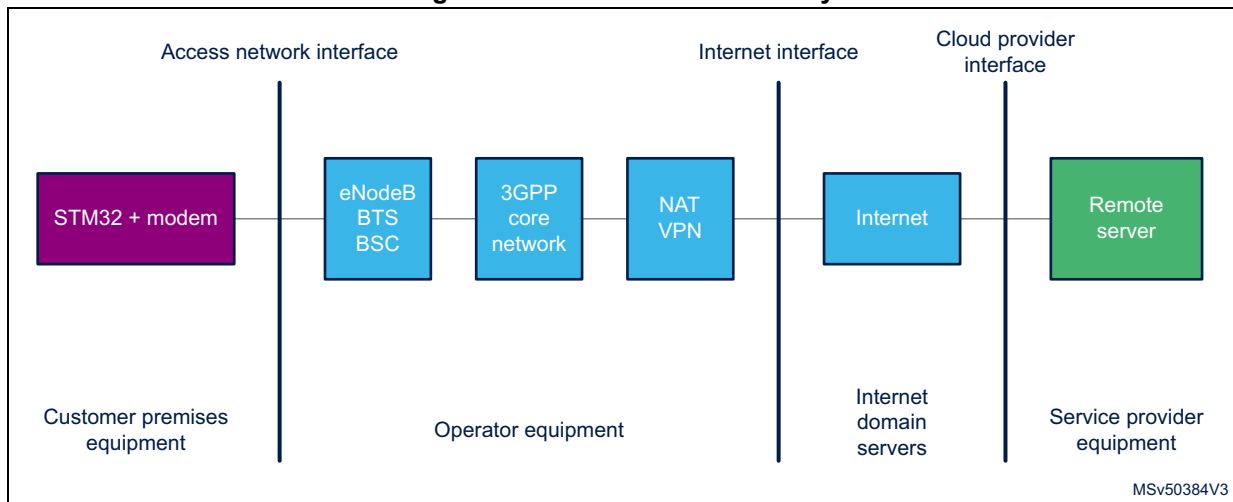 Access network interface
Internet interface
Cloud provider
interface
STM32 + modem
eNodeB
BTS
BSC
3GPP
core
network
NAT
VPN
Internet
Remote
server
Customer premises
equipment
Operator equipment
Internet
domain
servers
Service provider
equipment
MSv50384V3